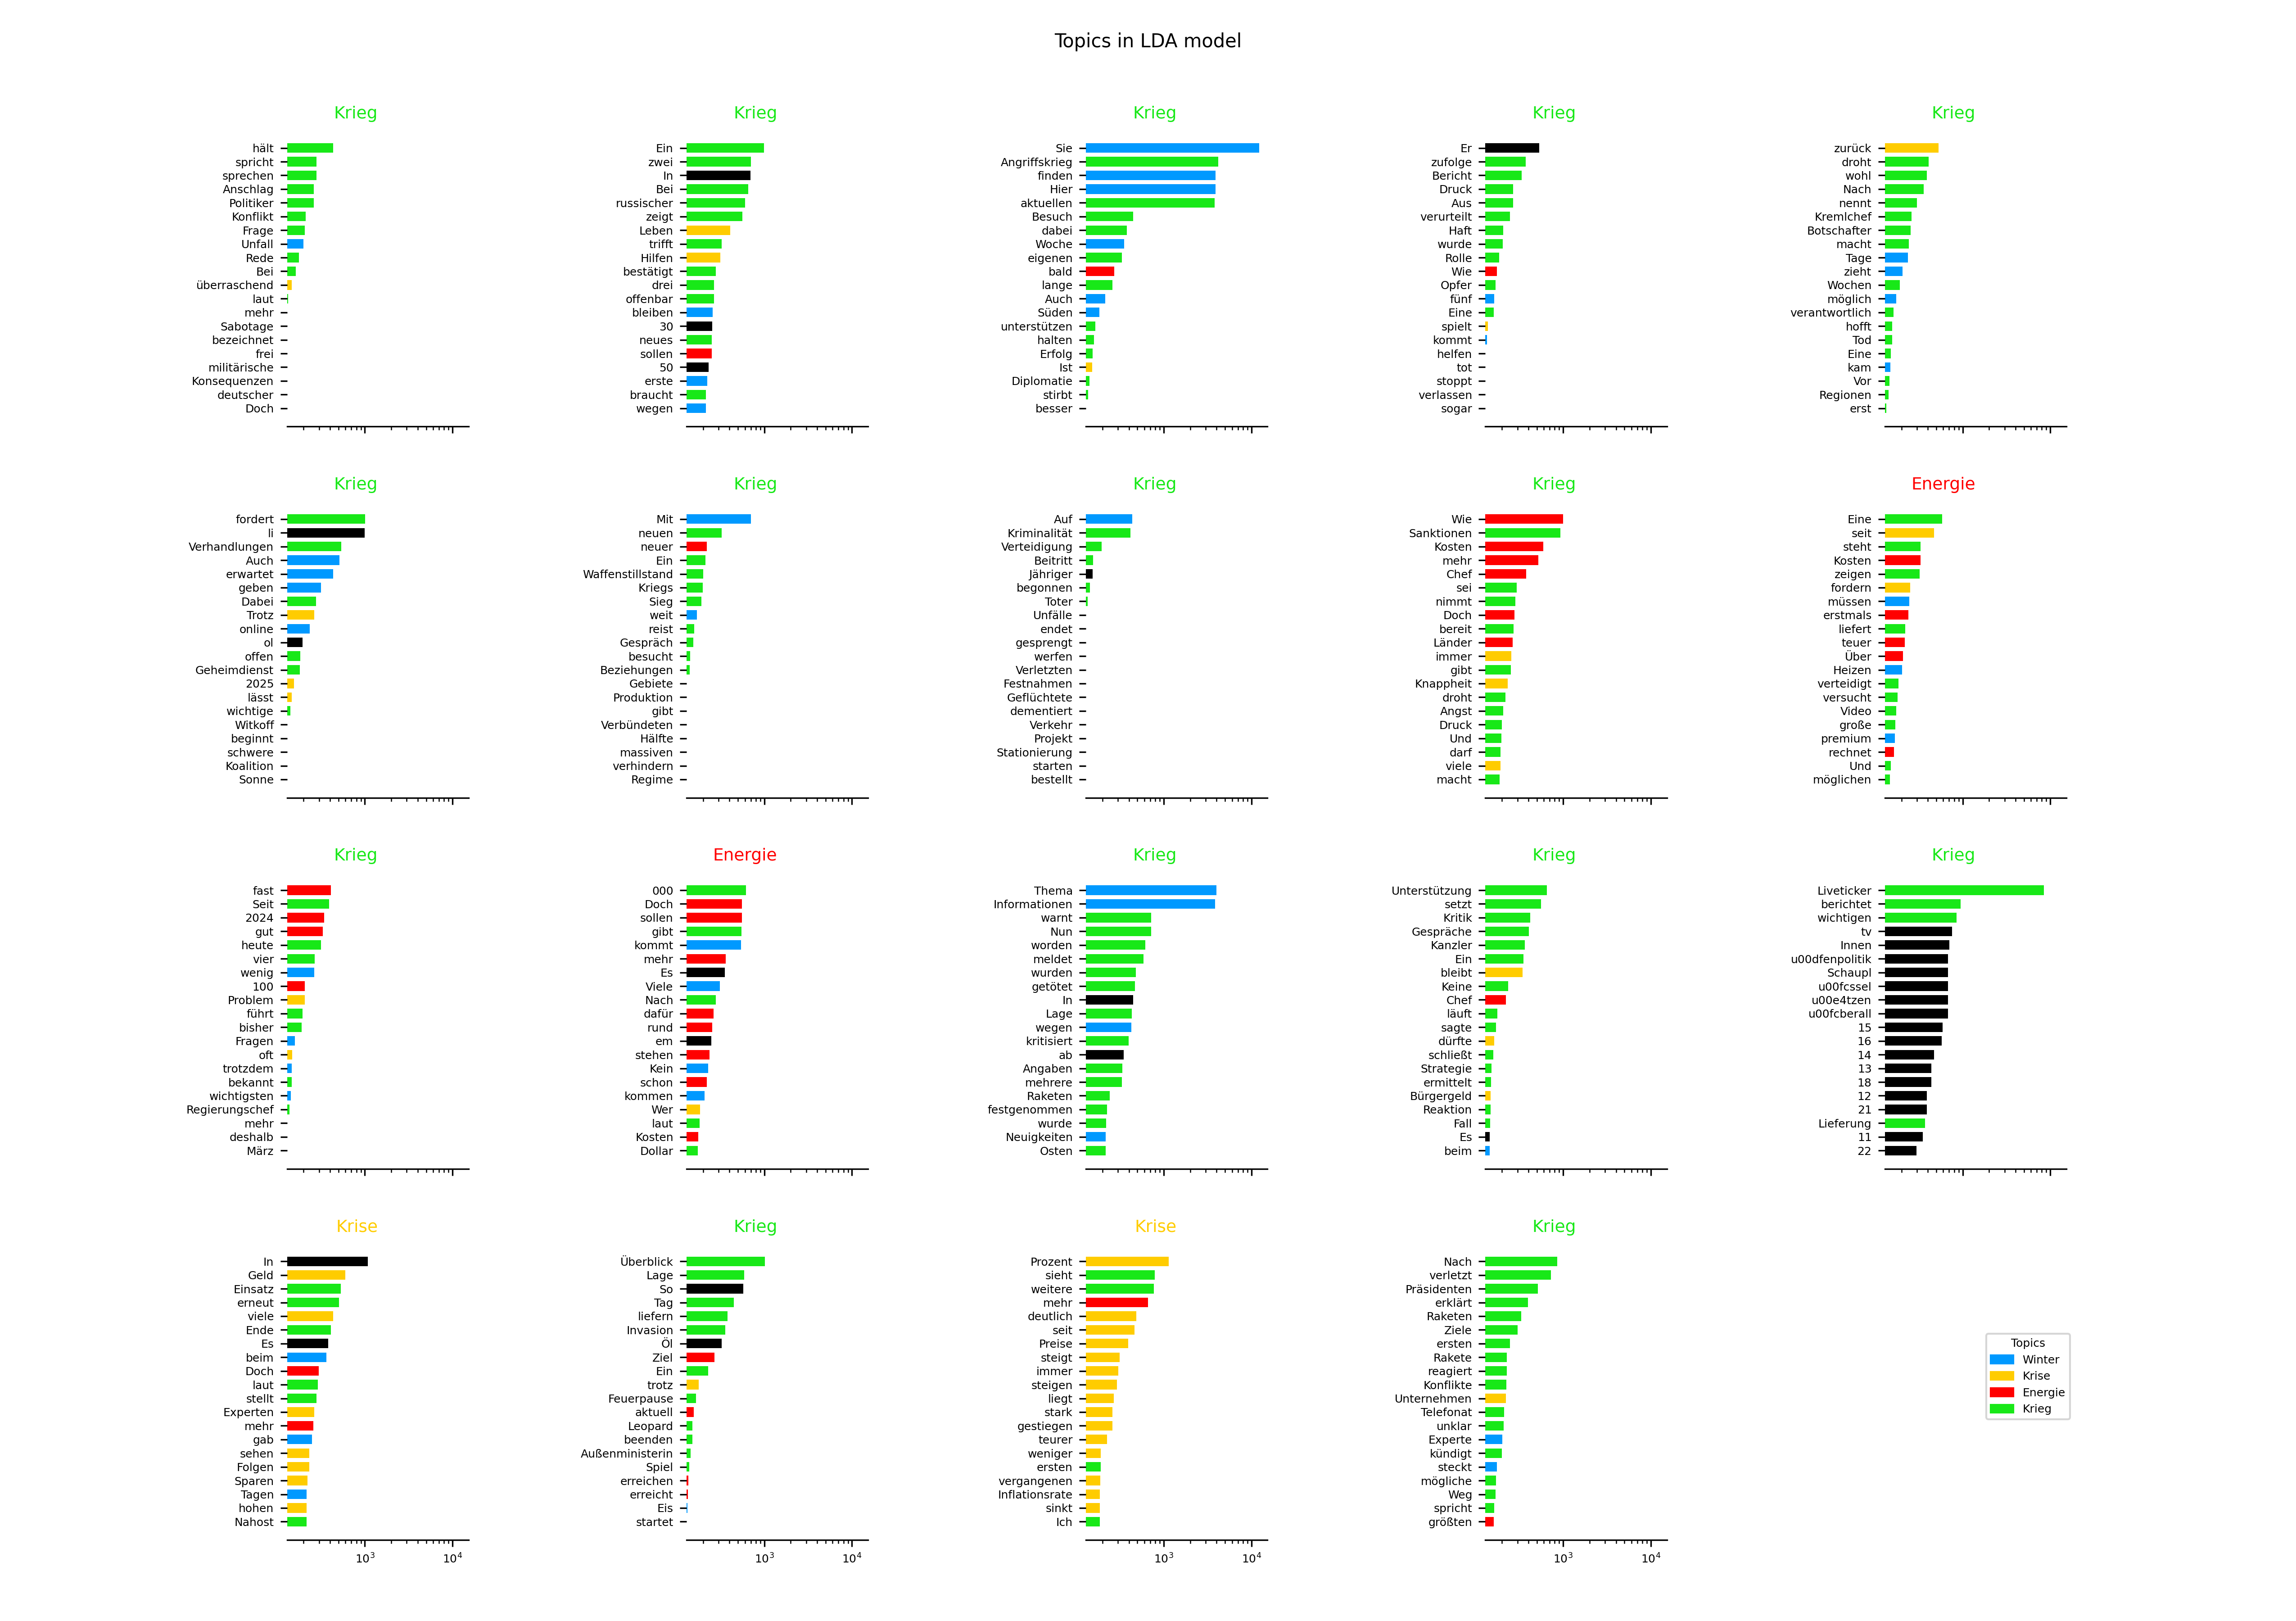 Topics in LDA model
Krieg
hält
spricht
sprechen
Anschlag
Politiker
Konflikt
Frage
Unfall
Rede
Bei
überraschend
laut
mehr
Sabotage
bezeichnet
frei
militärische
Konsequenzen
deutscher
Doch
Krieg
Ein
zwei
In
Bei
russischer
zeigt
Leben
trifft
Hilfen
bestätigt
drei
offenbar
bleiben
30
neues
sollen
50
erste
braucht
wegen
Krieg
Sie
Angriffskrieg
finden
Hier
aktuellen
Besuch
dabei
Woche
eigenen
bald
lange
Auch
Süden
unterstützen
halten
Erfolg
Ist
Diplomatie
stirbt
besser
Krieg
Er
zufolge
Bericht
Druck
Aus
verurteilt
Haft
wurde
Rolle
Wie
Opfer
fünf
Eine
spielt
kommt
helfen
tot
stoppt
verlassen
sogar
Krieg
zurück
droht
wohl
Nach
nennt
Kremlchef
Botschafter
macht
Tage
zieht
Wochen
möglich
verantwortlich
hofft
Tod
Eine
kam
Vor
Regionen
erst
Krieg
fordert
li
Verhandlungen
Auch
erwartet
geben
Dabei
Trotz
online
ol
offen
Geheimdienst
2025
lässt
wichtige
Witkoff
beginnt
schwere
Koalition
Sonne
Krieg
Mit
neuen
neuer
Ein
Waffenstillstand
Kriegs
Sieg
weit
reist
Gespräch
besucht
Beziehungen
Gebiete
Produktion
gibt
Verbündeten
Hälfte
massiven
verhindern
Regime
Krieg
Auf
Kriminalität
Verteidigung
Beitritt
Jähriger
begonnen
Toter
Unfälle
endet
gesprengt
werfen
Verletzten
Festnahmen
Geflüchtete
dementiert
Verkehr
Projekt
Stationierung
starten
bestellt
Krieg
Wie
Sanktionen
Kosten
mehr
Chef
sei
nimmt
Doch
bereit
Länder
immer
gibt
Knappheit
droht
Angst
Druck
Und
darf
viele
macht
Energie
Eine
seit
steht
Kosten
zeigen
fordern
müssen
erstmals
liefert
teuer
Über
Heizen
verteidigt
versucht
Video
große
premium
rechnet
Und
möglichen
Krieg
fast
Seit
2024
gut
heute
vier
wenig
100
Problem
führt
bisher
Fragen
oft
trotzdem
bekannt
wichtigsten
Regierungschef
mehr
deshalb
März
Energie
000
Doch
sollen
gibt
kommt
mehr
Es
Viele
Nach
dafür
rund
em
stehen
Kein
schon
kommen
Wer
laut
Kosten
Dollar
Krieg
Thema
Informationen
warnt
Nun
worden
meldet
wurden
getötet
In
Lage
wegen
kritisiert
ab
Angaben
mehrere
Raketen
festgenommen
wurde
Neuigkeiten
Osten
Krieg
Unterstützung
setzt
Kritik
Gespräche
Kanzler
Ein
bleibt
Keine
Chef
läuft
sagte
dürfte
schließt
Strategie
ermittelt
Bürgergeld
Reaktion
Fall
Es
beim
Krieg
Liveticker
berichtet
wichtigen
tv
Innen
u00dfenpolitik
Schaupl
u00fcssel
u00e4tzen
u00fcberall
15
16
14
13
18
12
21
Lieferung
11
22
Krise
In
Geld
Einsatz
erneut
viele
Ende
Es
beim
Doch
laut
stellt
Experten
mehr
gab
sehen
Folgen
Sparen
Tagen
hohen
Nahost
10³ 10⁴
Krieg
Überblick
Lage
So
Tag
liefern
Invasion
Öl
Ziel
Ein
trotz
Feuerpause
aktuell
Leopard
beenden
Außenministerin
Spiel
erreichen
erreicht
Eis
startet
10³ 10⁴
Krise
Prozent
sieht
weitere
mehr
deutlich
seit
Preise
steigt
immer
steigen
liegt
stark
gestiegen
teurer
weniger
ersten
vergangenen
Inflationsrate
sinkt
Ich
10³ 10⁴
Krieg
Nach
verletzt
Präsidenten
erklärt
Raketen
Ziele
ersten
Rakete
reagiert
Konflikte
Unternehmen
Telefonat
unklar
Experte
kündigt
steckt
mögliche
Weg
spricht
größten
10³ 10⁴
Topics
Winter
Krise
Energie
Krieg